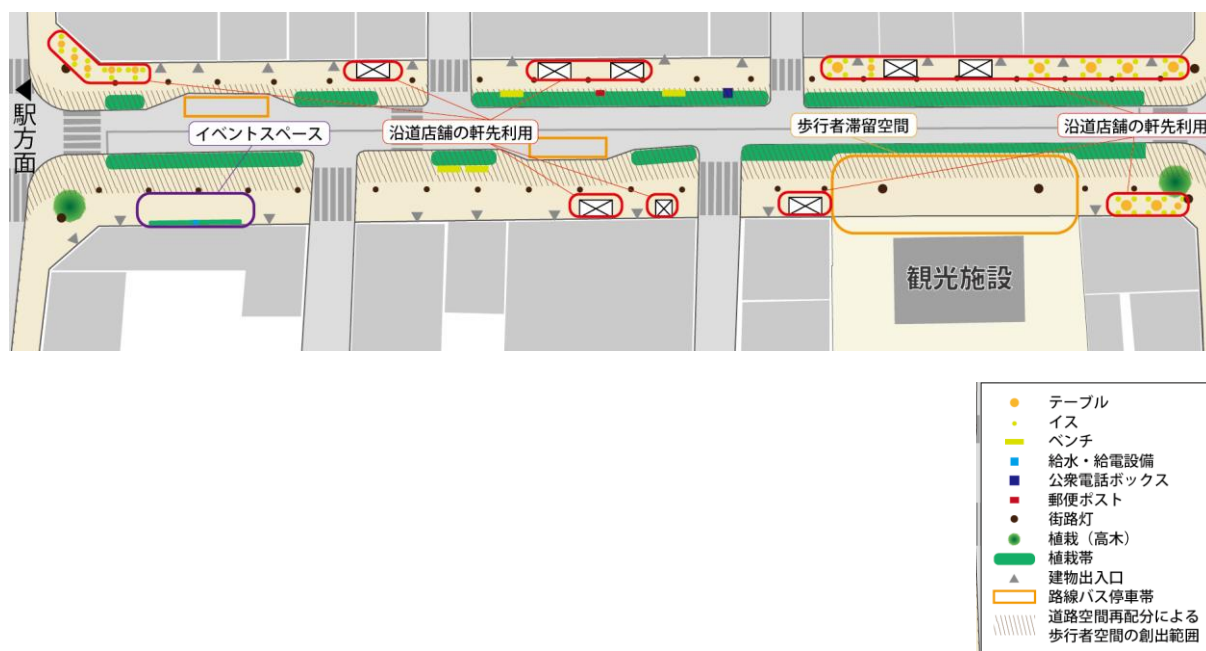 ◀駅方面
イベントスペース
沿道店舗の軒先利用
歩行者滞留空間
沿道店舗の軒先利用
観光施設
テーブル
イス
ベンチ
給水・給電設備
公衆電話ボックス
郵便ポスト
街路灯
植栽（高木）
植栽帯
建物出入口
路線バス停車帯
道路空間再配分による
歩行者空間の創出範囲